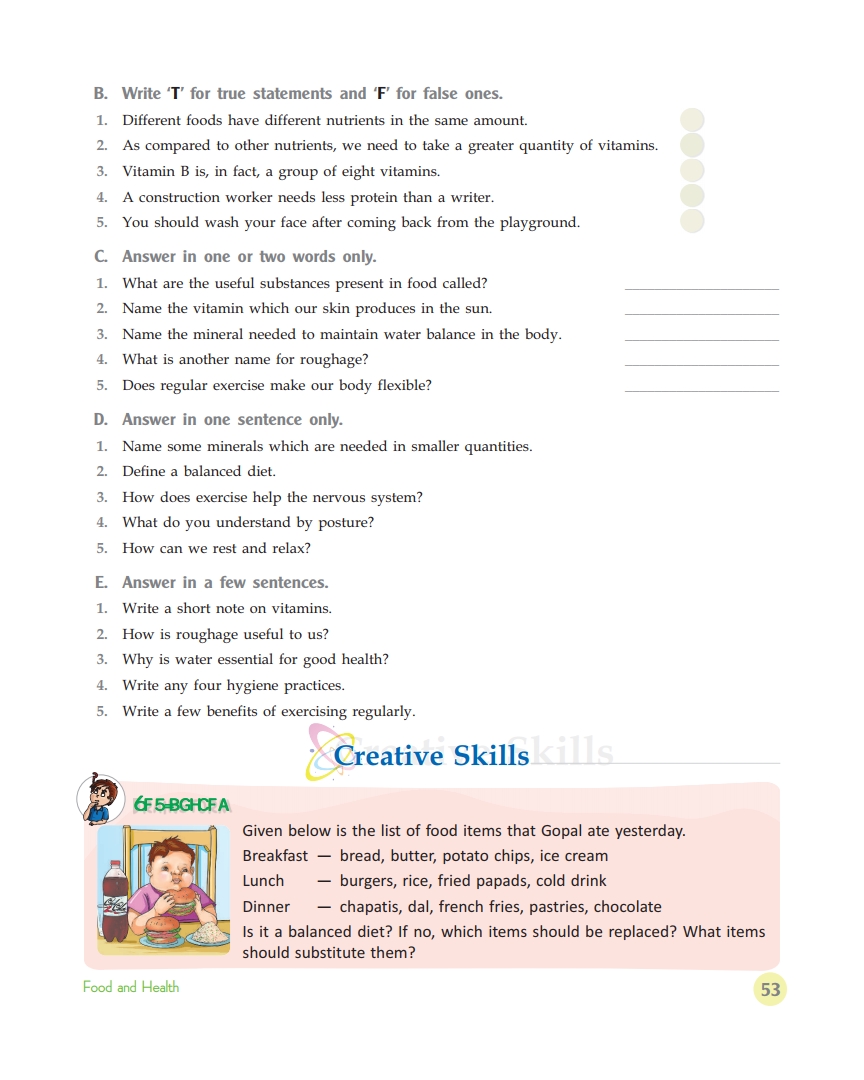 B. Write ‘T’ for true statements and ‘F’ for false ones.
1. Different foods have different nutrients in the same amount.
2. As compared to other nutrients, we need to take a greater quantity of vitamins.
3. Vitamin B is, in fact, a group of eight vitamins.
4. A construction worker needs less protein than a writer.
5. You should wash your face after coming back from the playground.
C. Answer in one or two words only.
1. What are the useful substances present in food called?
2. Name the vitamin which our skin produces in the sun.
3. Name the mineral needed to maintain water balance in the body.
4. What is another name for roughage?
5. Does regular exercise make our body flexible?
D. Answer in one sentence only.
1. Name some minerals which are needed in smaller quantities.
2. Define a balanced diet.
3. How does exercise help the nervous system?
4. What do you understand by posture?
5. How can we rest and relax?
E. Answer in a few sentences.
1. Write a short note on vitamins.
2. How is roughage useful to us?
3. Why is water essential for good health?
4. Write any four hygiene practices.
5. Write a few benefits of exercising regularly.
Creative Skills
Given below is the list of food items that Gopal ate yesterday.
Breakfast — bread, butter, potato chips, ice cream
Lunch — burgers, rice, fried papads, cold drink
Dinner — chapatis, dal, french fries, pastries, chocolate
Is it a balanced diet? If no, which items should be replaced? What items
should substitute them?
Food and Health
53